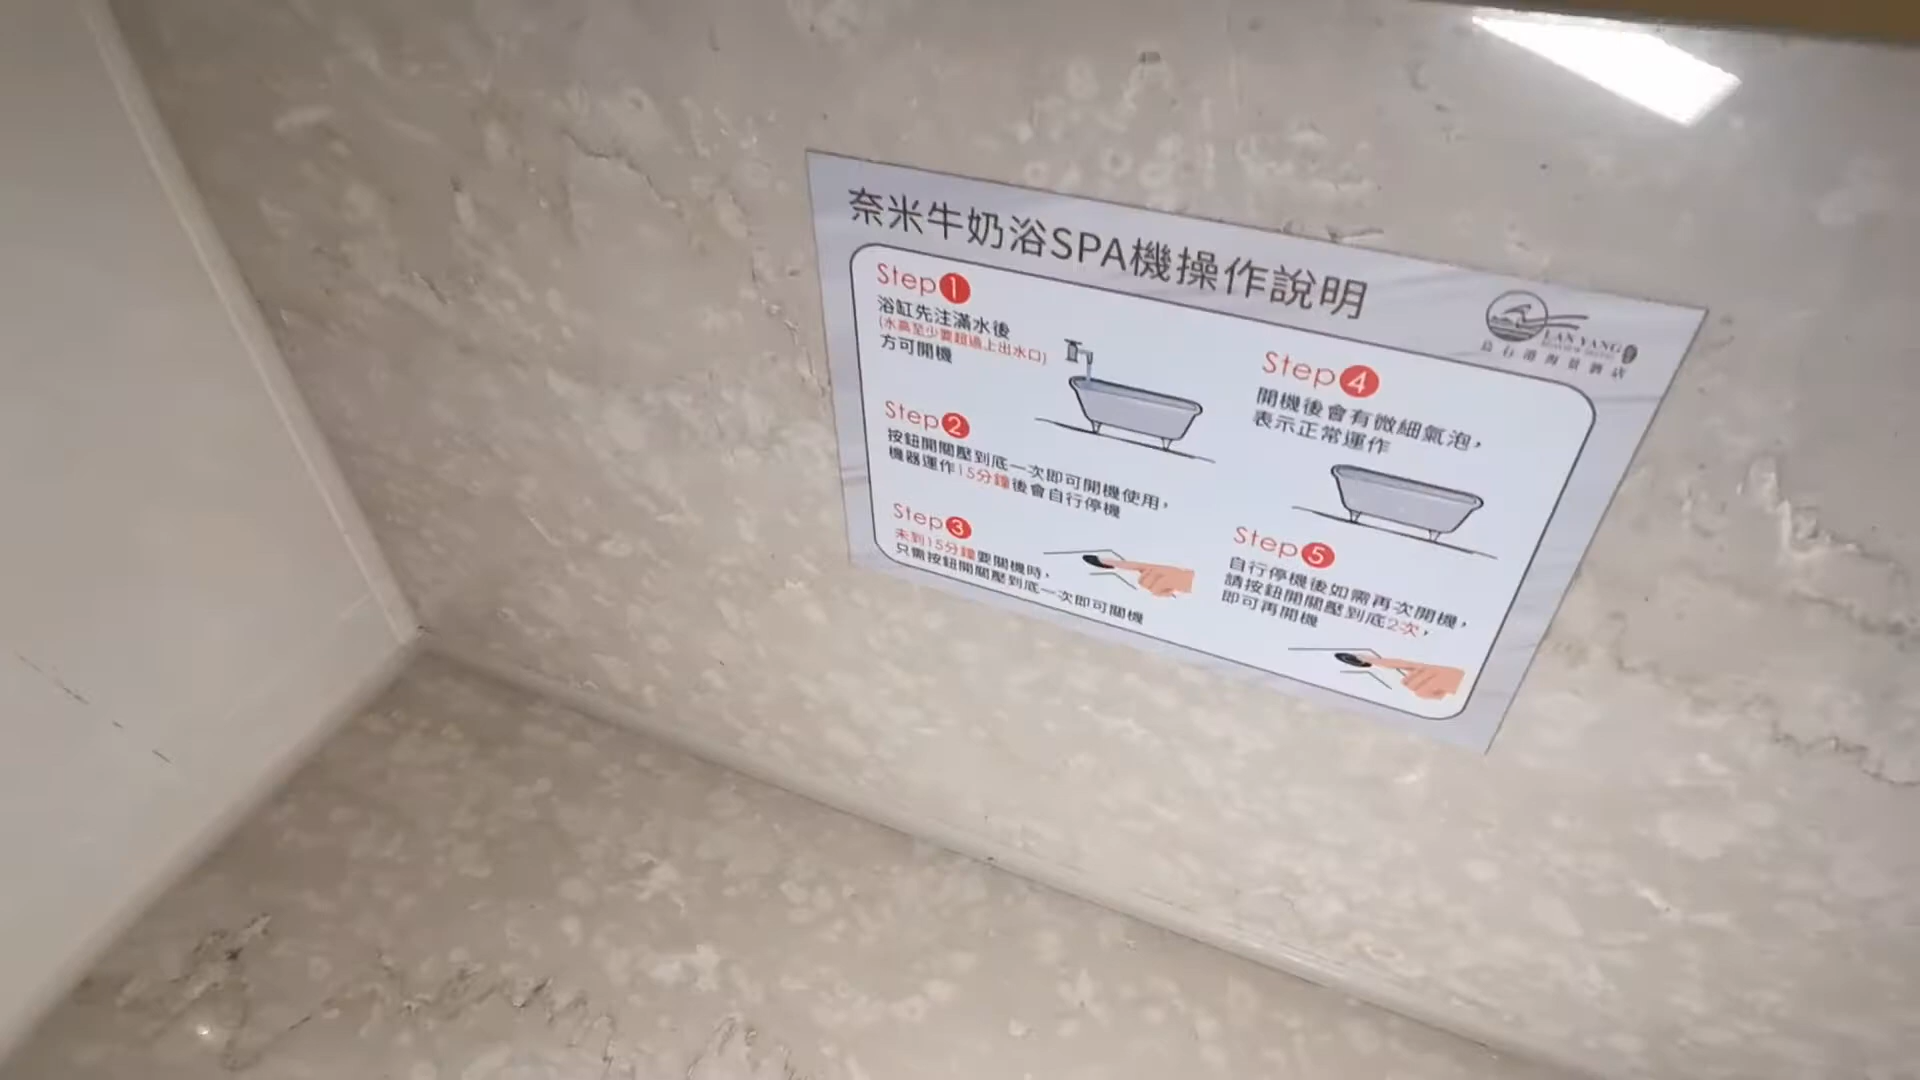 奈米牛奶浴SPA機操作說明
Step1
浴缸先注滿水後
(水高至少要超過上出水口)
方可開機
Step2
按鈕開關壓到底一次即可開機使用，
機器運作15分鐘後會自行停機
Step3
未到15分鐘要關機時，
只需按鈕開關壓到底一次即可關機
LAN YANG
烏石港海景酒店
Step4
開機後會有微細氣泡，
表示正常運作
Step5
自行停機後如需再次開機，
請按鈕開關壓到底2次，
即可再開機